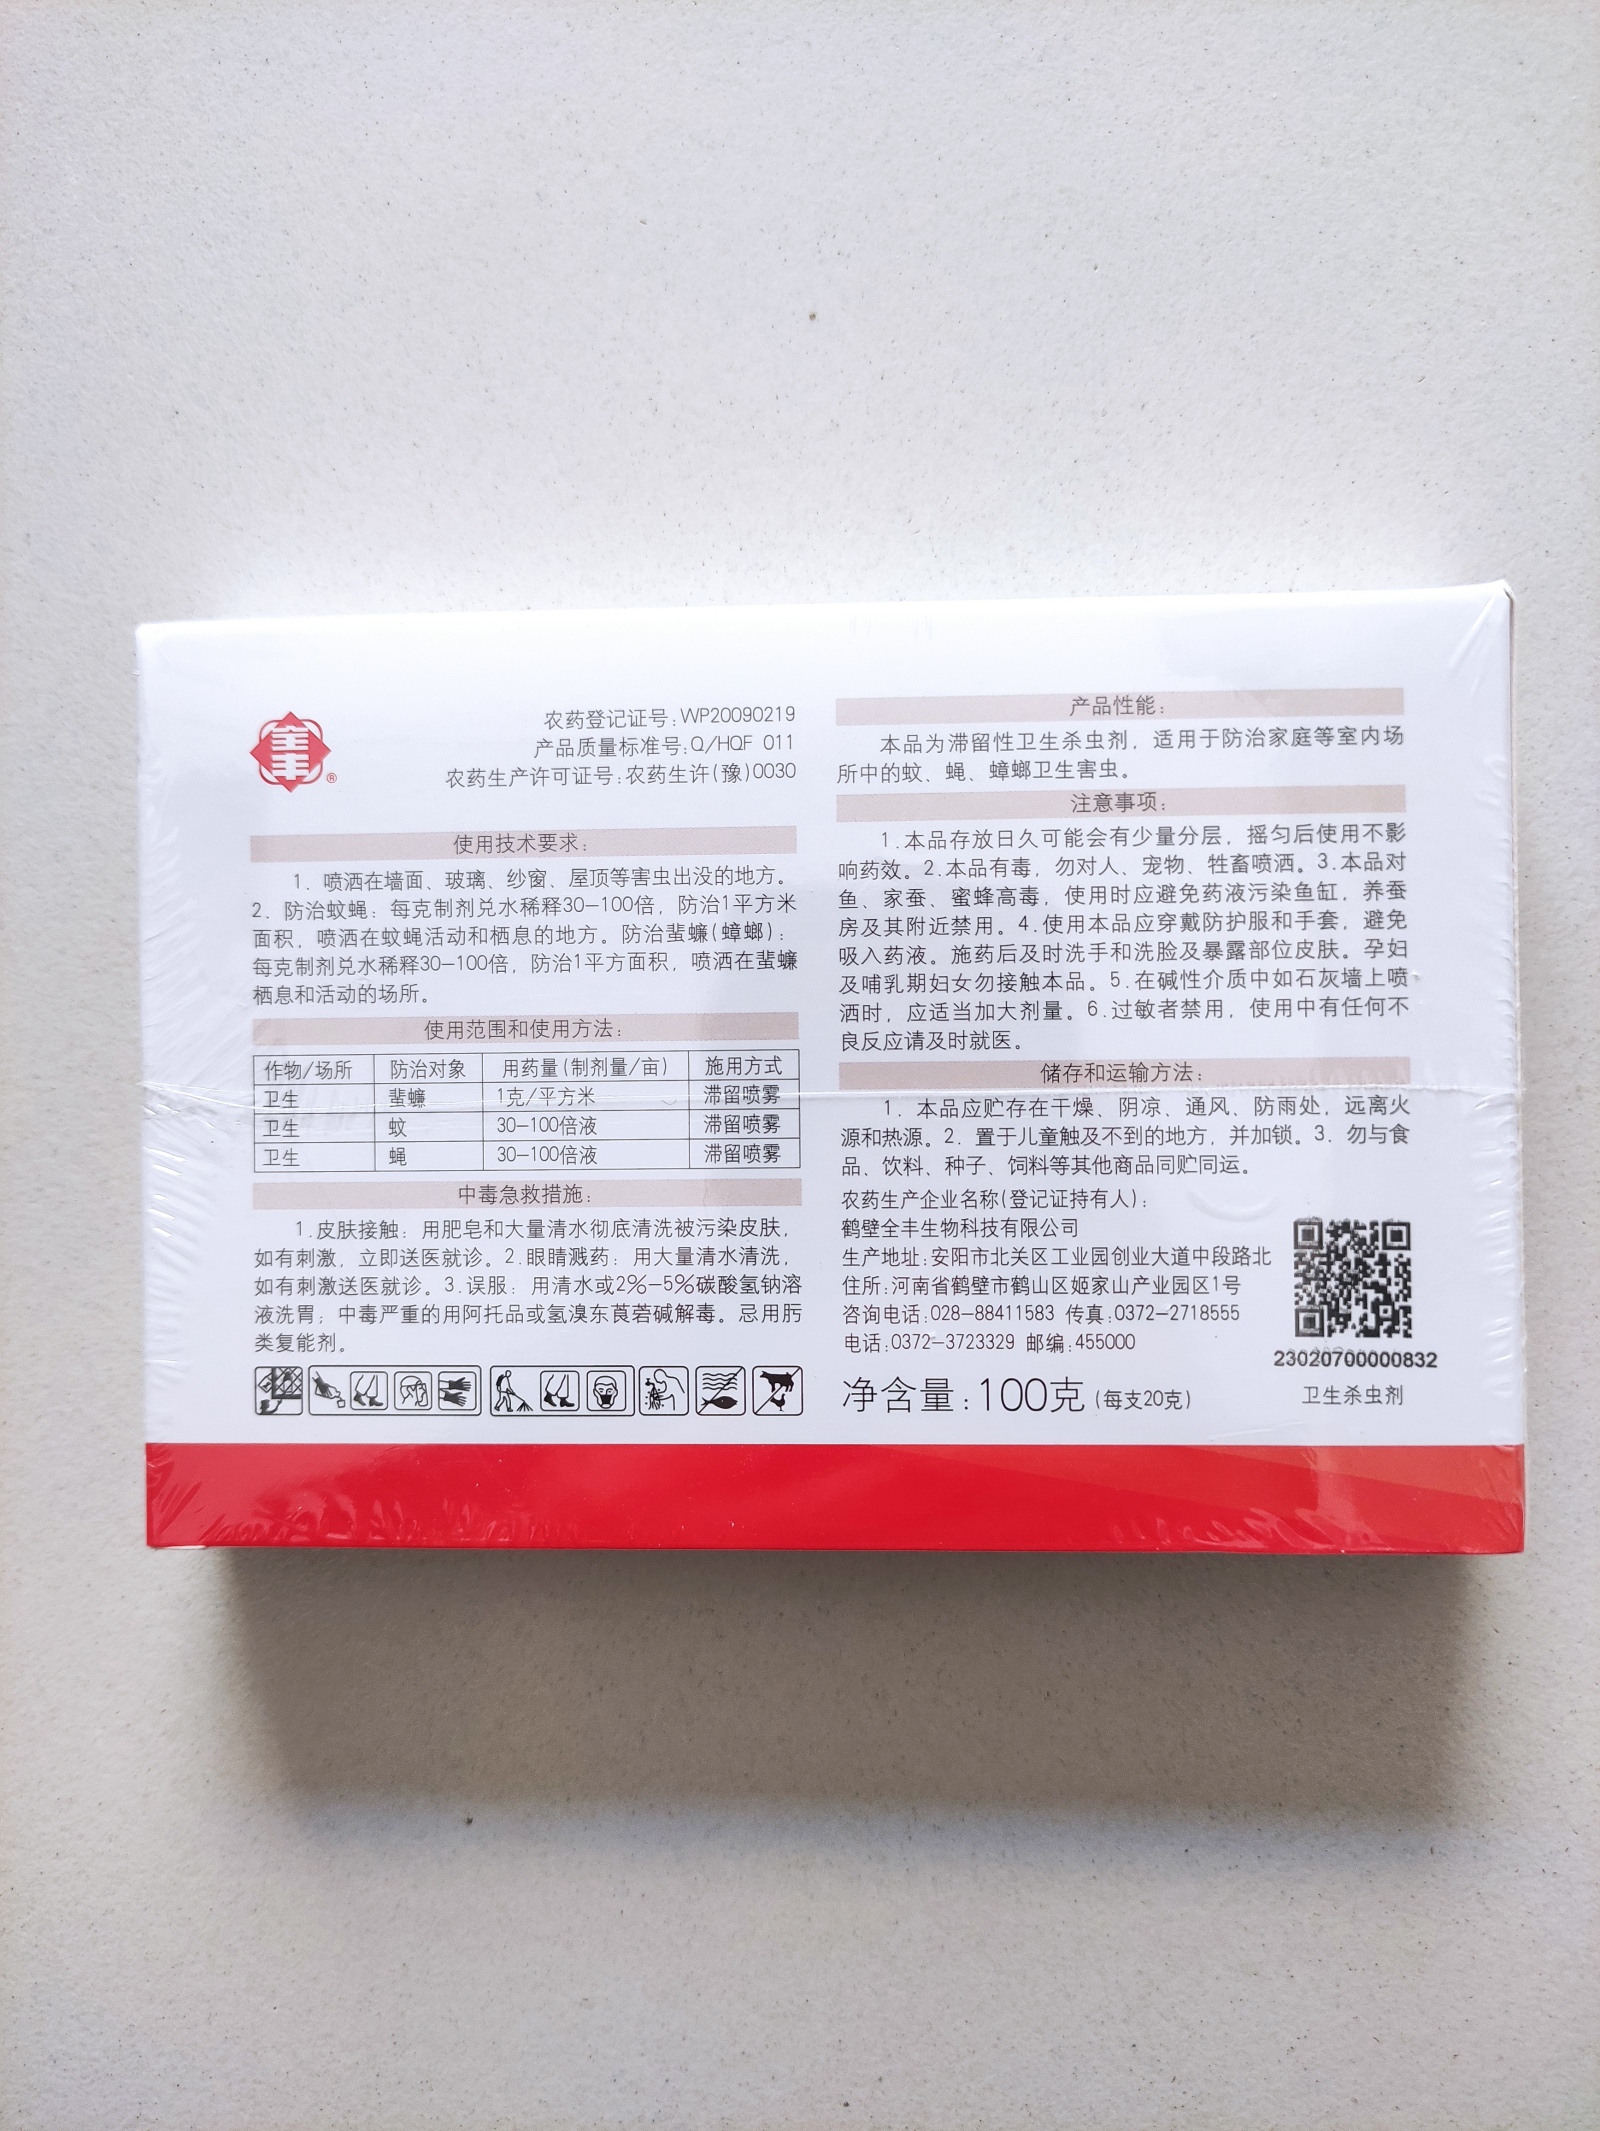 全丰®
农药登记证号:WP20090219
产品质量标准号:Q/HQF 011
农药生产许可证号:农药生许(豫)0030
使用技术要求:
1. 喷洒在墙面、玻璃、纱窗、屋顶等害虫出没的地方。
2. 防治蚊蝇:每克制剂兑水稀释30-100倍,防治1平方米
面积,喷洒在蚊蝇活动和栖息的地方。防治蜚蠊(蟑螂):
每克制剂兑水稀释30-100倍,防治1平方面积,喷洒在蜚蠊
栖息和活动的场所。
使用范围和使用方法:
作物/场所 防治对象 用药量(制剂量/亩) 施用方式
卫生 蜚蠊 1克/平方米 滞留喷雾
卫生 蚊 30-100倍液 滞留喷雾
卫生 蝇 30-100倍液 滞留喷雾
中毒急救措施:
1.皮肤接触:用肥皂和大量清水彻底清洗被污染皮肤,
如有刺激,立即送医就诊。2.眼睛溅药:用大量清水清洗,
如有刺激送医就诊。3.误服:用清水或2%-5%碳酸氢钠溶
液洗胃;中毒严重的用阿托品或氢溴东莨菪碱解毒。忌用肟
类复能剂。
产品性能:
本品为滞留性卫生杀虫剂,适用于防治家庭等室内场
所中的蚊、蝇、蟑螂卫生害虫。
注意事项:
1.本品存放日久可能会有少量分层,摇匀后使用不影
响药效。2.本品有毒,勿对人、宠物、牲畜喷洒。3.本品对
鱼、家蚕、蜜蜂高毒,使用时应避免药液污染鱼缸,养蚕
房及其附近禁用。4.使用本品应穿戴防护服和手套,避免
吸入药液。施药后及时洗手和洗脸及暴露部位皮肤。孕妇
及哺乳期妇女勿接触本品。5.在碱性介质中如石灰墙上喷
洒时,应适当加大剂量。6.过敏者禁用,使用中有任何不
良反应请及时就医。
储存和运输方法:
1. 本品应贮存在干燥、阴凉、通风、防雨处,远离火
源和热源。2. 置于儿童触及不到的地方,并加锁。3. 勿与食
品、饮料、种子、饲料等其他商品同贮同运。
农药生产企业名称(登记证持有人):
鹤壁全丰生物科技有限公司
生产地址:安阳市北关区工业园创业大道中段路北
住所:河南省鹤壁市鹤山区姬家山产业园区1号
咨询电话:028-88411583 传真:0372-2718555
电话:0372-3723329 邮编:455000
净含量:100克(每支20克)
23020700000832
卫生杀虫剂